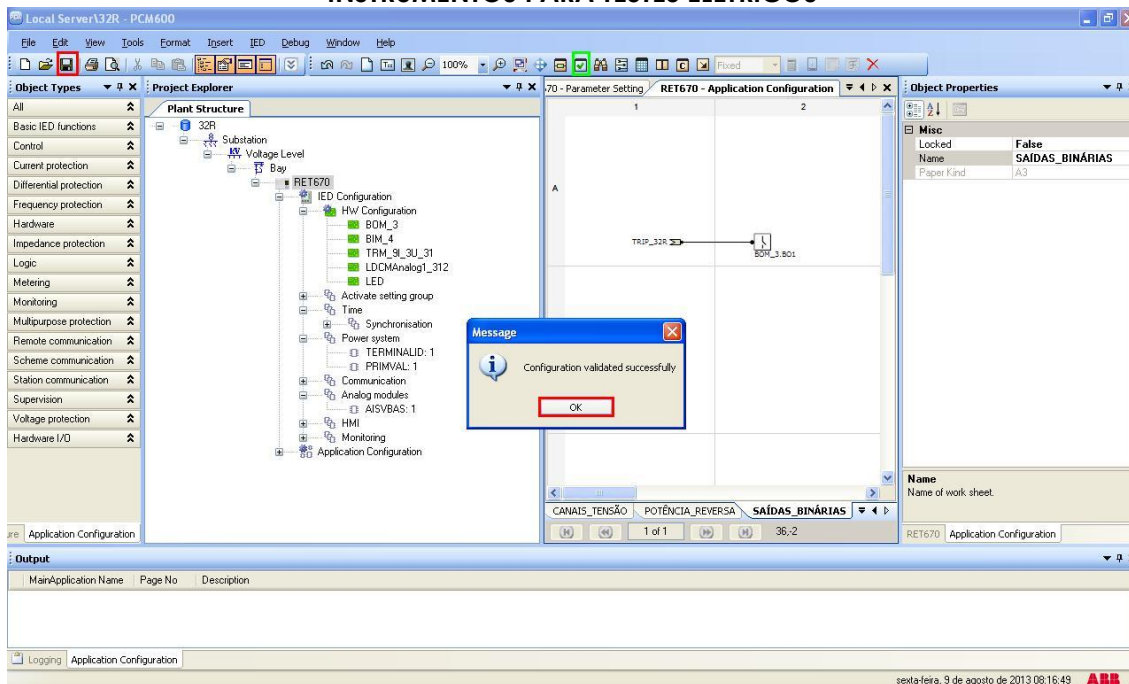 INSTRUMENTOS PARA TESTES ELÉTRICOS
Local Server\32R - PCM600
File Edit View Tools Format Insert IED Debug Window Help
100%
Fixed
Object Types
All
Basic IED functions
Control
Current protection
Differential protection
Frequency protection
Hardware
Impedance protection
Logic
Metering
Monitoring
Multipurpose protection
Remote communication
Scheme communication
Station communication
Supervision
Voltage protection
Hardware I/O
Application Configuration
Project Explorer
Plant Structure
32R
Substation
Voltage Level
Bay
RET670
IED Configuration
HW Configuration
BOM_3
BIM_4
TRM_9I_3U_31
LDCMAnalog1_312
LED
Activate setting group
Time
Synchronisation
Power system
TERMINALID: 1
PRIMVAL: 1
Communication
Analog modules
AISVBAS: 1
HMI
Monitoring
Application Configuration
70 - Parameter Setting
RET670 - Application Configuration
1 2
A
TRIP_32R
BOM_3.BO1
Message
Configuration validated successfully
OK
CANAIS_TENSÃO POTÊNCIA_REVERSA SAÍDAS_BINÁRIAS
1 of 1
36,-2
Object Properties
Misc
Locked False
Name SAÍDAS_BINÁRIAS
Paper Kind A3
Name
Name of work sheet.
RET670 Application Configuration
Output
MainApplication Name Page No Description
Logging Application Configuration
sexta-feira, 9 de agosto de 2013 08:16:49 ABB